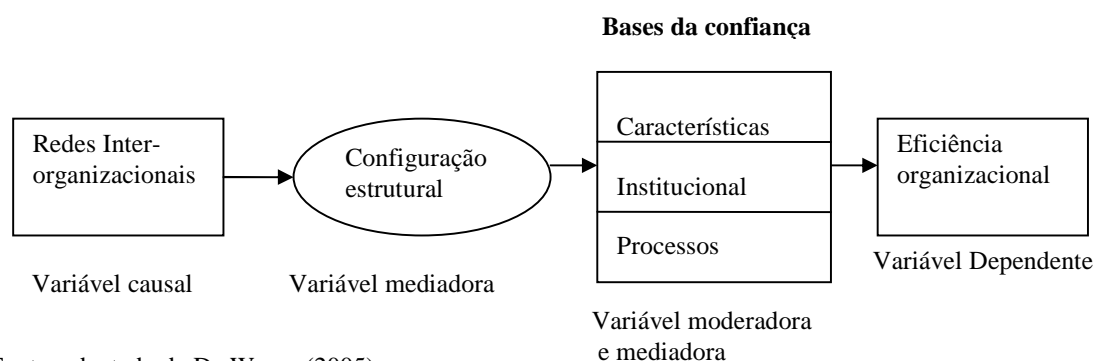 Bases da confiança
Redes Inter-
organizacionais
Configuração
estrutural
Características
Institucional
Processos
Eficiência
organizacional
Variável causal
Variável mediadora
Variável moderadora
e mediadora
Variável Dependente
(2005)